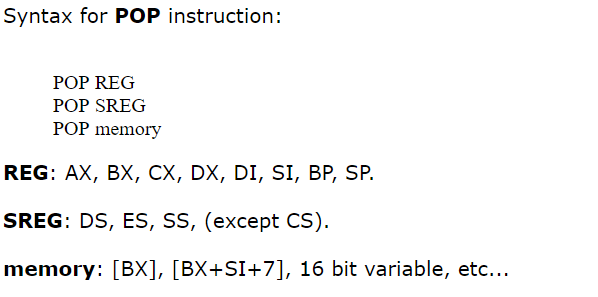 Syntax for POP instruction:
POP REG
POP SREG
POP memory
REG: AX, BX, CX, DX, DI, SI, BP, SP.
SREG: DS, ES, SS, (except CS).
memory: [BX], [BX+SI+7], 16 bit variable, etc...